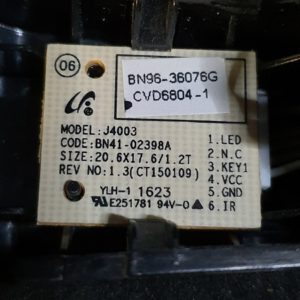 06
BN96-36076G
CVD6804-1
MODEL:J4003
CODE:BN41-02398A
SIZE:20.6X17.6/1.2T
REV NO:1.3(CT150109)
YLH-1 1623
E251781 94V-0
1.LED
2.N.C
3.KEY1
4.VCC
5.GND
6.IR